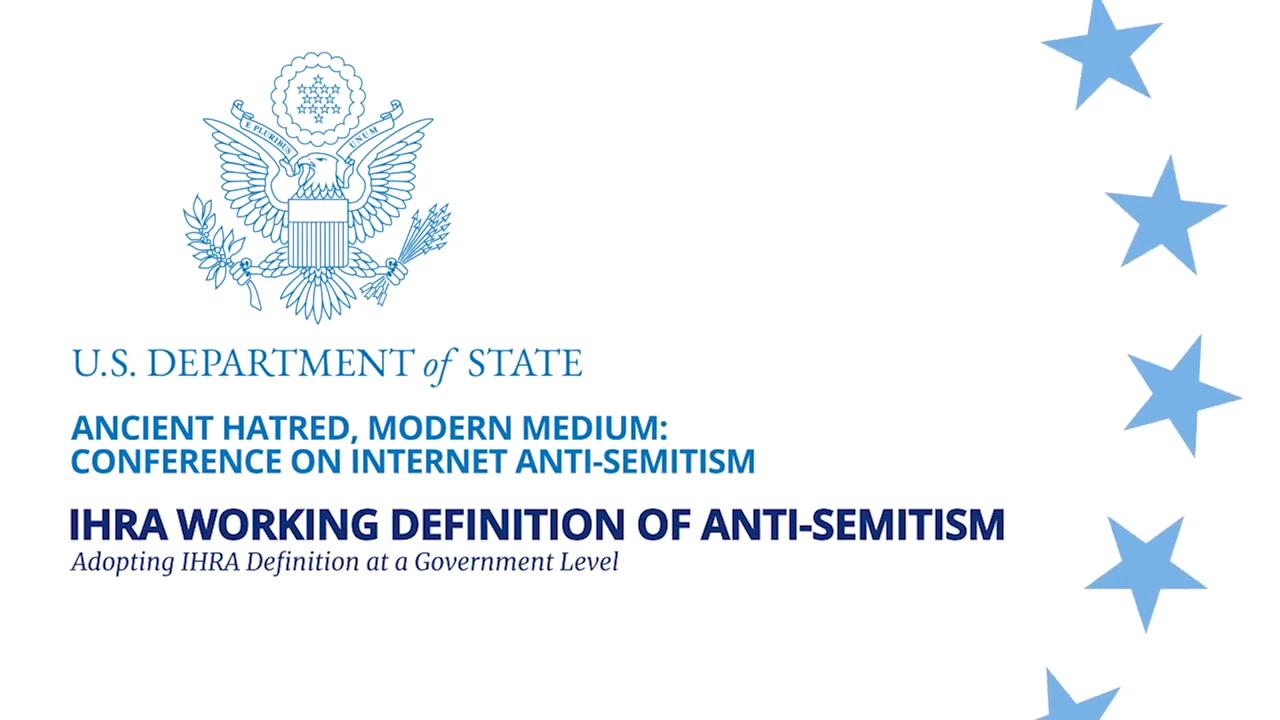 E PLURIBUS UNUM
U.S. DEPARTMENT of STATE
ANCIENT HATRED, MODERN MEDIUM:
CONFERENCE ON INTERNET ANTI-SEMITISM
IHRA WORKING DEFINITION OF ANTI-SEMITISM
Adopting IHRA Definition at a Government Level